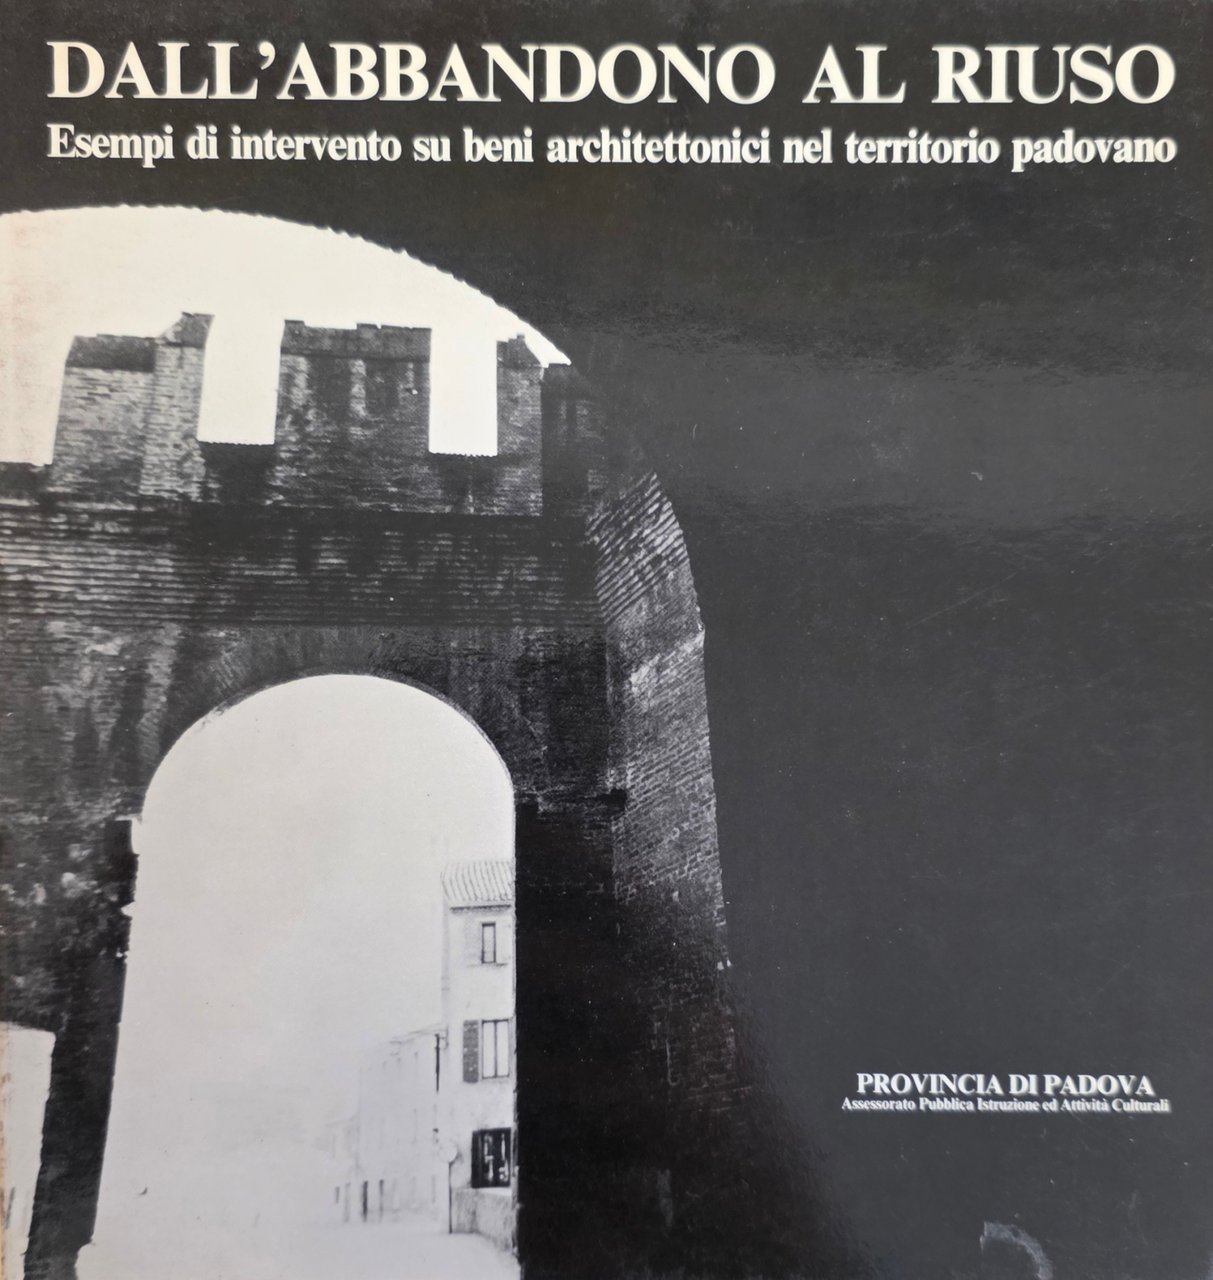 DALL'ABBANDONO AL RIUSO
Esempi di intervento su beni architettonici nel territorio padovano
PROVINCIA DI PADOVA
Assessorato Pubblica Istruzione ed Attività Culturali